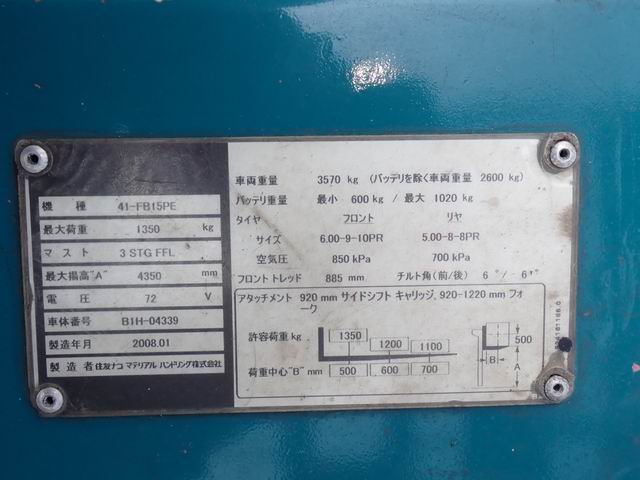 機 種 41-FB15PE
最大荷重 1350 kg
マスト 3 STG FFL
最大揚高"A" 4350 mm
電 圧 72 V
車体番号 B1H-04339
製造年月 2008.01
製造者 住友ナコ マテリアル ハンドリング株式会社
車両重量 3570 kg (バッテリを除く車両重量 2600 kg)
バッテリ重量 最小 600 kg / 最大 1020 kg
タイヤ フロント リヤ
サイズ 6.00-9-10PR 5.00-8-8PR
空気圧 850 kPa 700 kPa
フロントトレッド 885 mm チルト角(前/後) 6°/- 6°
アタッチメント 920 mm サイドシフト キャリッジ, 920-1220 mm フォ
ーク
許容荷重 kg 1350 1200 1100
荷重中心"B" mm 500 600 700
500
B
A